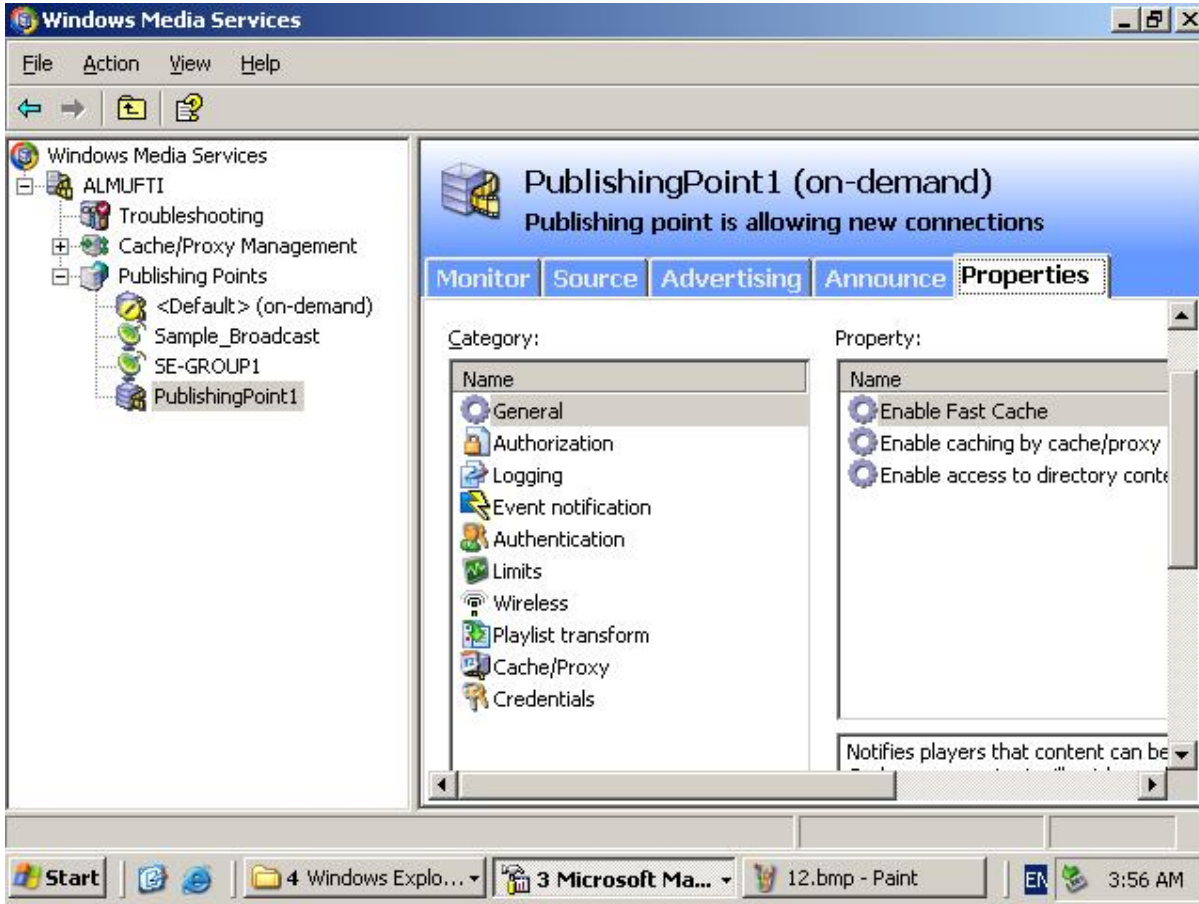 Windows Media Services
File Action View Help
Windows Media Services
ALMUFTI
Troubleshooting
Cache/Proxy Management
Publishing Points
<Default> (on-demand)
Sample_Broadcast
SE-GROUP1
PublishingPoint1
PublishingPoint1 (on-demand)
Publishing point is allowing new connections
Monitor Source Advertising Announce Properties
Category:
Name
General
Authorization
Logging
Event notification
Authentication
Limits
Wireless
Playlist transform
Cache/Proxy
Credentials
Property:
Name
Enable Fast Cache
Enable caching by cache/proxy
Enable access to directory conte
Notifies players that content can be
Start 4 Windows Explo... 3 Microsoft Ma... 12.bmp - Paint EN 3:56 AM